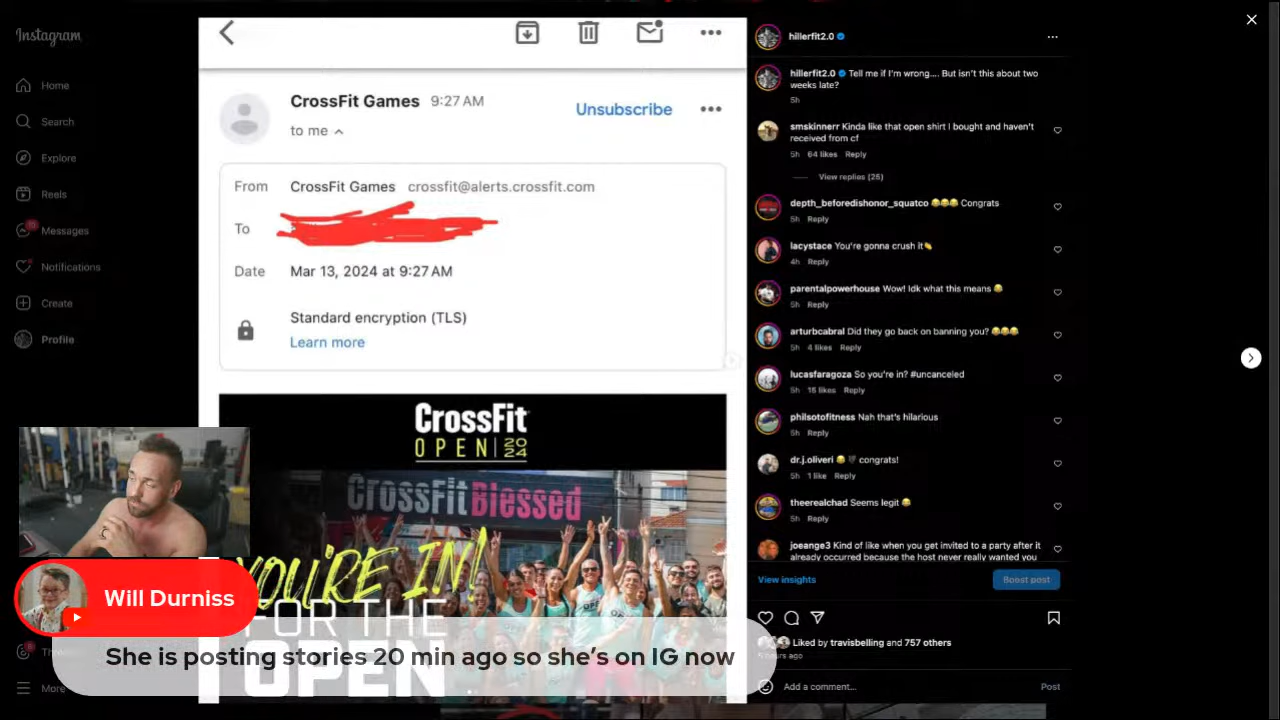 Instagram
Home
Search
Explore
Reels
Messages
Notifications
Create
Profile
More
CrossFit Games 9:27 AM
Unsubscribe
to me
From CrossFit Games crossfit@alerts.crossfit.com
To
Date Mar 13, 2024 at 9:27 AM
Standard encryption (TLS)
Learn more
CrossFit
OPEN 2024
CrossFit Blessed
YOU'RE IN!
FOR THE
OPEN
Will Durniss
She is posting stories 20 min ago so she's on IG now
hillerfit2.0
hillerfit2.0 Tell me if I'm wrong.... But isn't this about two
weeks late?
5h
smskinnerr Kinda like that open shirt I bought and haven't
received from cf
5h 64 likes Reply
View replies (25)
depth_beforedishonor_squatco 😂😂😂 Congrats
5h Reply
lacystace You're gonna crush it👏
4h Reply
parentalpowerhouse Wow! Idk what this means 😂
5h Reply
arturbcabral Did they go back on banning you? 😂😂😂
5h 4 likes Reply
lucasfaragoza So you're in? #uncanceled
5h 15 likes Reply
philsotofitness Nah that's hilarious
5h Reply
dr.j.oliveri congrats!
5h 1 like Reply
theerealchad Seems legit 😂
5h Reply
joeange3 Kind of like when you get invited to a party after it
already occurred because the host never really wanted you
View insights
Boost post
Liked by travisbelling and 757 others
5 hours ago
Add a comment...
Post